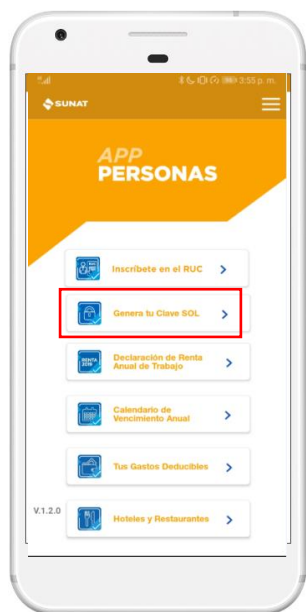 3:55 p. m.
SUNAT
APP
PERSONAS
Inscríbete en el RUC
Genera tu Clave SOL
RENTA
2019
Declaración de Renta
Anual de Trabajo
Calendario de
Vencimiento Anual
Tus Gastos Deducibles
V.1.2.0
Hoteles y Restaurantes